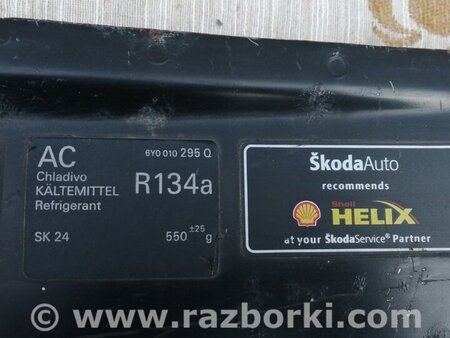 AC
6Y0 010 295 Q
Chladivo
KÄLTEMITTEL
Refrigerant
R134a
SK 24
550 ±25 g
ŠkodaAuto
recommends
Shell
HELIX
at your ŠkodaService® Partner
© www.razborki.com/